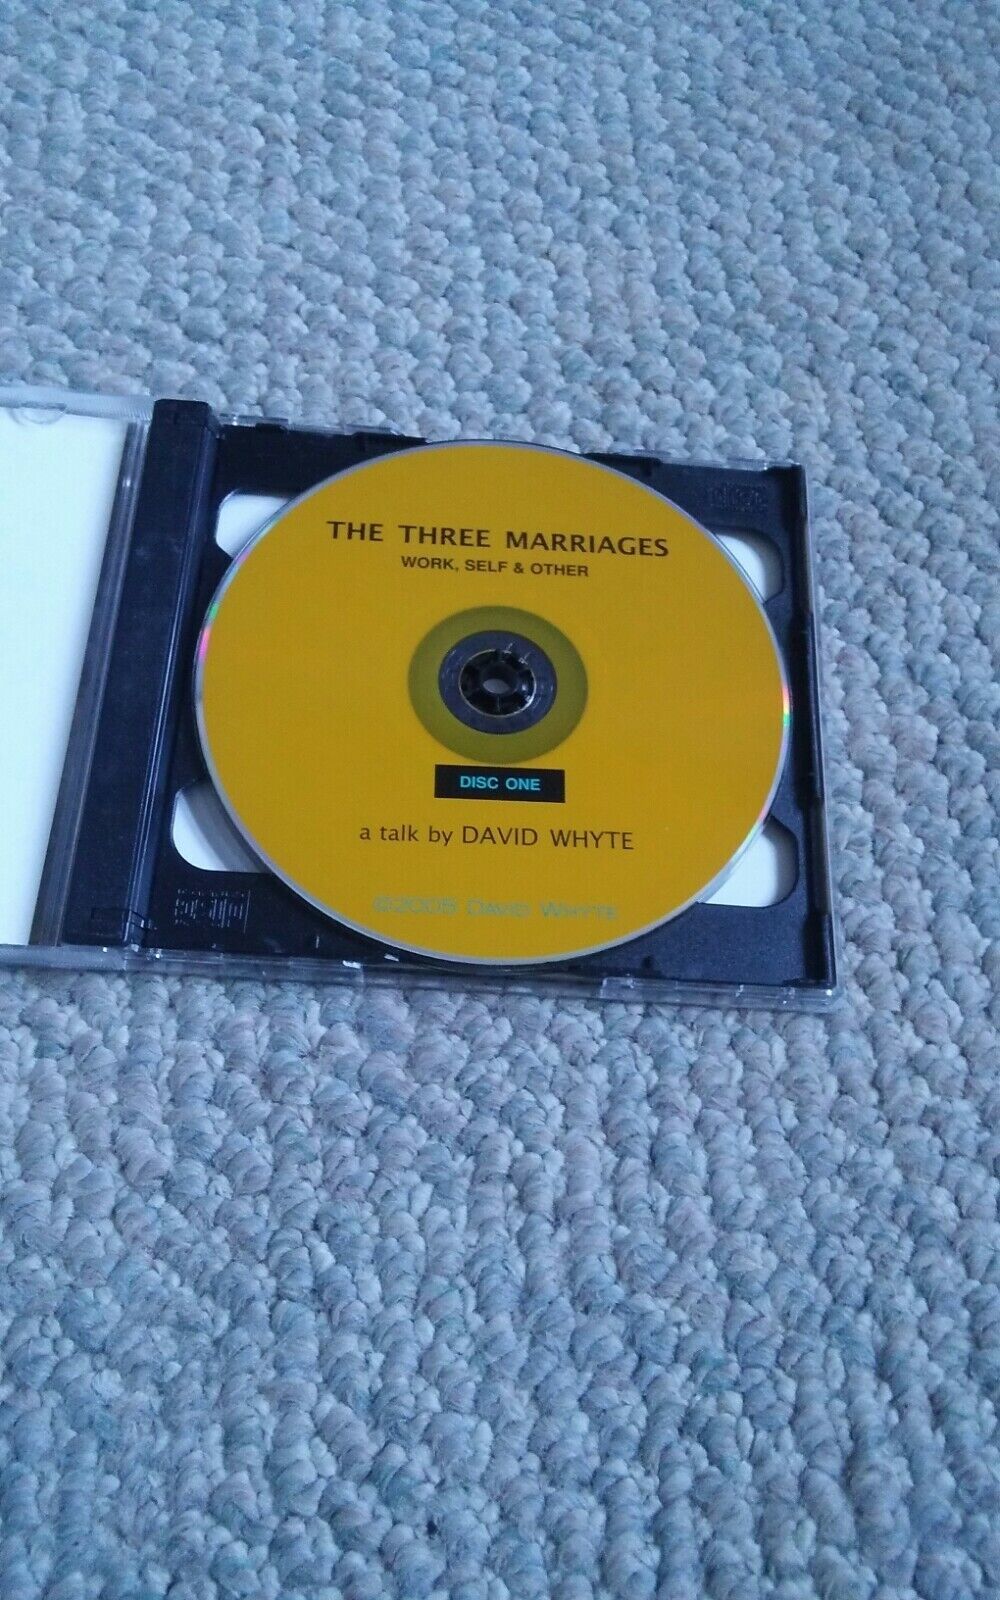 THE THREE MARRIAGES
WORK, SELF & OTHER
DISC ONE
a talk by DAVID WHYTE
©2005 DAVID WHYTE